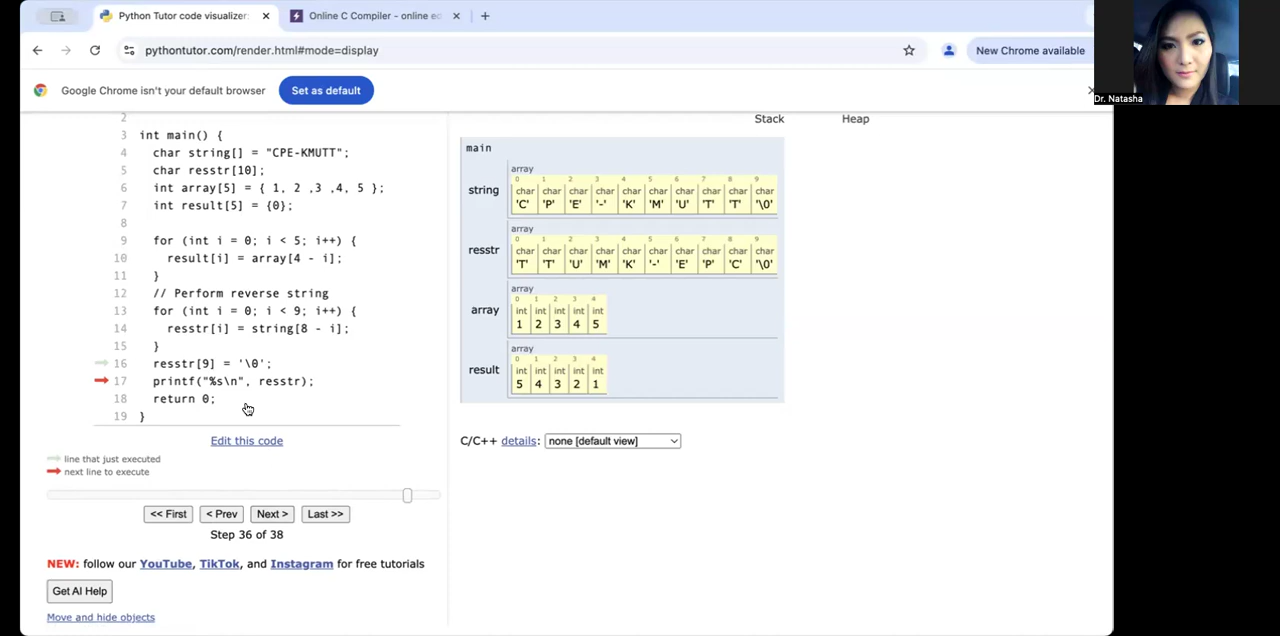 Python Tutor code visualizer:
Online C Compiler - online ed
pythontutor.com/render.html#mode=display
New Chrome available
Dr. Natasha
Google Chrome isn't your default browser
Set as default
2
3 int main() {
4 char string[] = "CPE-KMUTT";
5 char resstr[10];
6 int array[5] = { 1, 2 ,3 ,4, 5 };
7 int result[5] = {0};
8
9 for (int i = 0; i < 5; i++) {
10 result[i] = array[4 - i];
11 }
12 // Perform reverse string
13 for (int i = 0; i < 9; i++) {
14 resstr[i] = string[8 - i];
15 }
16 resstr[9] = '\0';
17 printf("%s\n", resstr);
18 return 0;
19 }
Edit this code
line that just executed
next line to execute
<< First
< Prev
Next >
Last >>
Step 36 of 38
NEW: follow our YouTube, TikTok, and Instagram for free tutorials
Get AI Help
Move and hide objects
Stack Heap
main
array
0 1 2 3 4 5 6 7 8 9
string char char char char char char char char char char
'C' 'P' 'E' '-' 'K' 'M' 'U' 'T' 'T' '\0'
array
0 1 2 3 4 5 6 7 8 9
resstr char char char char char char char char char char
'T' 'T' 'U' 'M' 'K' '-' 'E' 'P' 'C' '\0'
array
0 1 2 3 4
array int int int int int
1 2 3 4 5
array
0 1 2 3 4
result int int int int int
5 4 3 2 1
C/C++ details: none [default view]